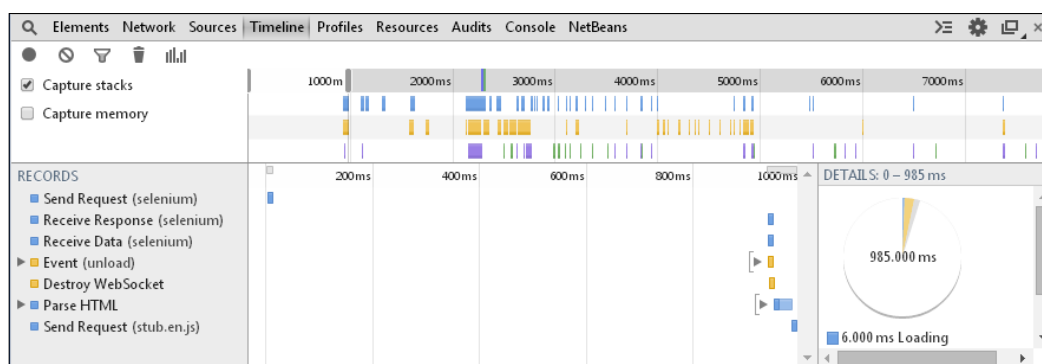 Elements Network Sources Timeline Profiles Resources Audits Console NetBeans
Capture stacks
Capture memory
1000m 2000ms 3000ms 4000ms 5000ms 6000ms 7000ms
RECORDS
200ms 400ms 600ms 800ms 1000ms
DETAILS: 0 – 985 ms
Send Request (selenium)
Receive Response (selenium)
Receive Data (selenium)
Event (unload)
Destroy WebSocket
Parse HTML
Send Request (stub.en.js)
985.000 ms
6.000 ms Loading